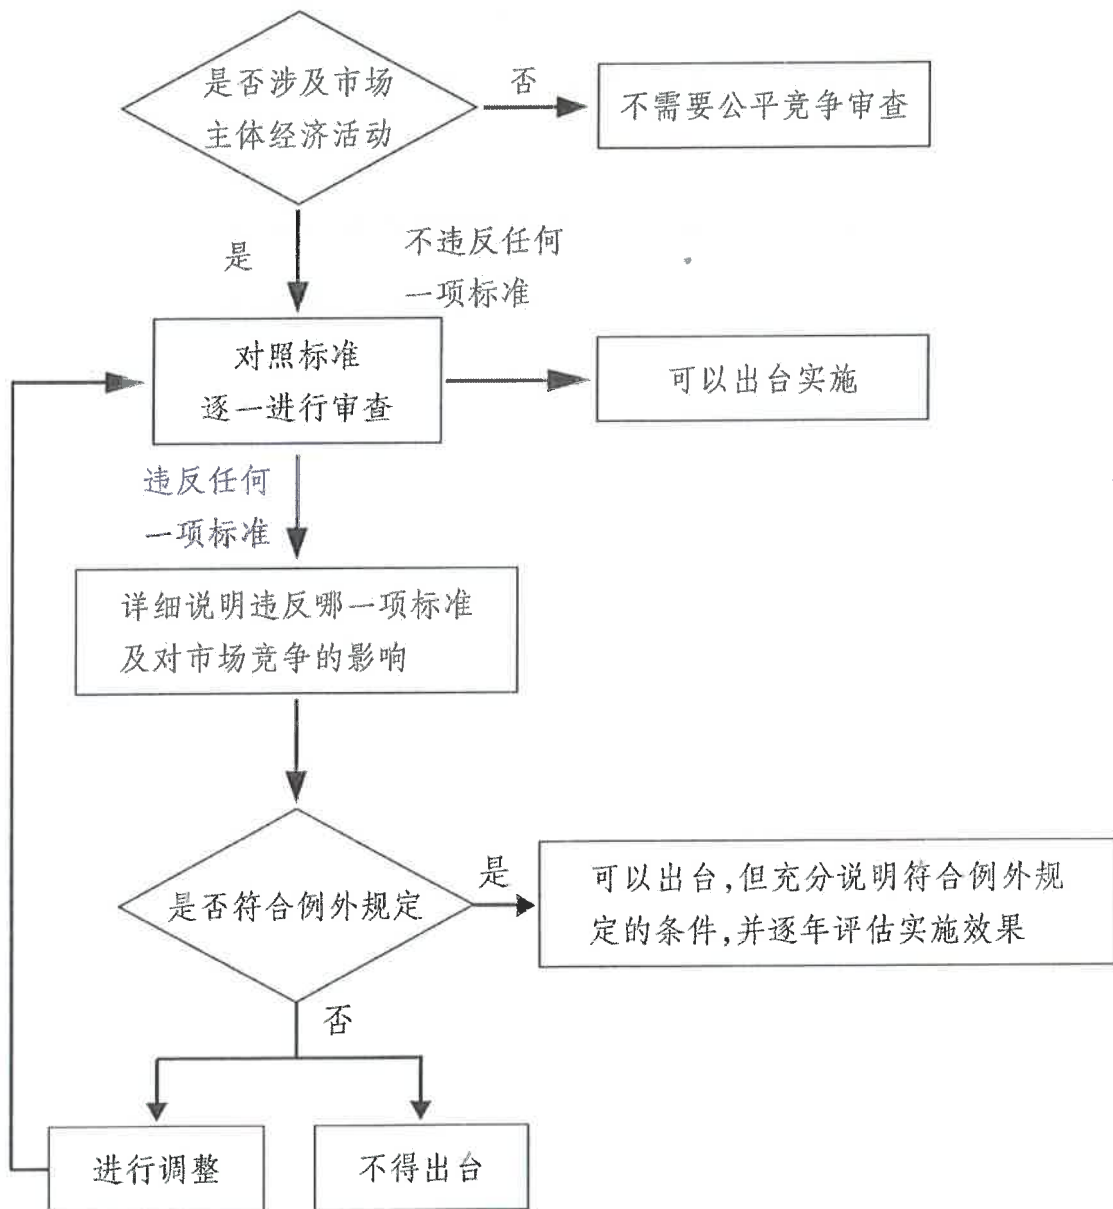 是否涉及市场
主体经济活动
否
不需要公平竞争审查
是
不违反任何
一项标准
对照标准
逐一进行审查
可以出台实施
违反任何
一项标准
详细说明违反哪一项标准
及对市场竞争的影响
是否符合例外规定
是
可以出台,但充分说明符合例外规
定的条件,并逐年评估实施效果
否
进行调整
不得出台